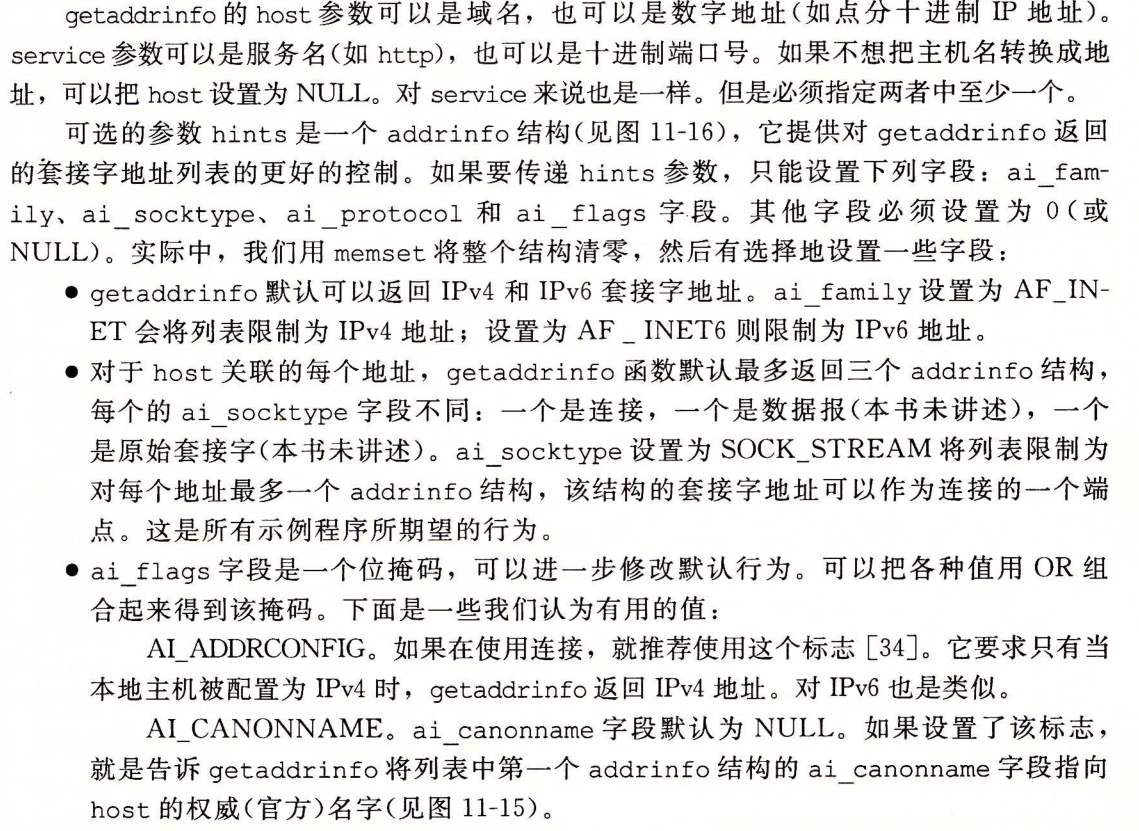 getaddrinfo 的 host 参数可以是域名，也可以是数字地址(如点分十进制 IP 地址)。
service 参数可以是服务名(如 http)，也可以是十进制端口号。如果不想把主机名转换成地
址，可以把 host 设置为 NULL。对 service 来说也是一样。但是必须指定两者中至少一个。
可选的参数 hints 是一个 addrinfo 结构(见图 11-16)，它提供对 getaddrinfo 返回
的套接字地址列表的更好的控制。如果要传递 hints 参数，只能设置下列字段：ai_fam-
ily、ai_socktype、ai_protocol 和 ai_flags 字段。其他字段必须设置为 0(或
NULL)。实际中，我们用 memset 将整个结构清零，然后有选择地设置一些字段：
● getaddrinfo 默认可以返回 IPv4 和 IPv6 套接字地址。ai_family 设置为 AF_IN-
ET 会将列表限制为 IPv4 地址；设置为 AF _ INET6 则限制为 IPv6 地址。
● 对于 host 关联的每个地址，getaddrinfo 函数默认最多返回三个 addrinfo 结构，
每个的 ai_socktype 字段不同：一个是连接，一个是数据报(本书未讲述)，一个
是原始套接字(本书未讲述)。ai_socktype 设置为 SOCK_STREAM 将列表限制为
对每个地址最多一个 addrinfo 结构，该结构的套接字地址可以作为连接的一个端
点。这是所有示例程序所期望的行为。
● ai_flags 字段是一个位掩码，可以进一步修改默认行为。可以把各种值用 OR 组
合起来得到该掩码。下面是一些我们认为有用的值：
AI_ADDRCONFIG。如果在使用连接，就推荐使用这个标志 [34]。它要求只有当
本地主机被配置为 IPv4 时，getaddrinfo 返回 IPv4 地址。对 IPv6 也是类似。
AI_CANONNAME。ai_canonname 字段默认为 NULL。如果设置了该标志，
就是告诉 getaddrinfo 将列表中第一个 addrinfo 结构的 ai_canonname 字段指向
host 的权威(官方)名字(见图 11-15)。